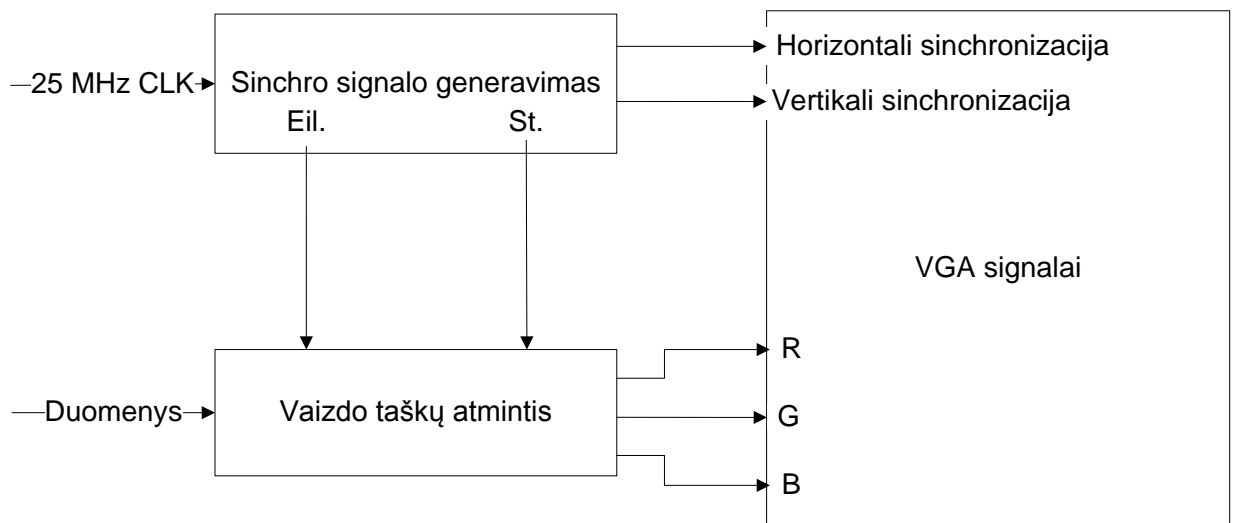 Horizontali sinchronizacija
25 MHz CLK
Sinchro signalo generavimas
Vertikali sinchronizacija
Eil.
St.
VGA signalai
R
Duomenys
Vaizdo taškų atmintis
G
B